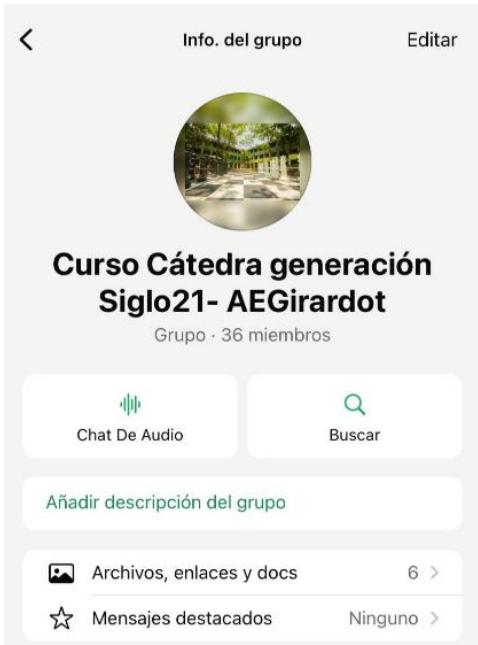 Info. del grupo
Editar
Curso Cátedra generación
Siglo21- AEGirardot
Grupo · 36 miembros
Chat De Audio
Buscar
Añadir descripción del grupo
Archivos, enlaces y docs
6
Mensajes destacados
Ninguno